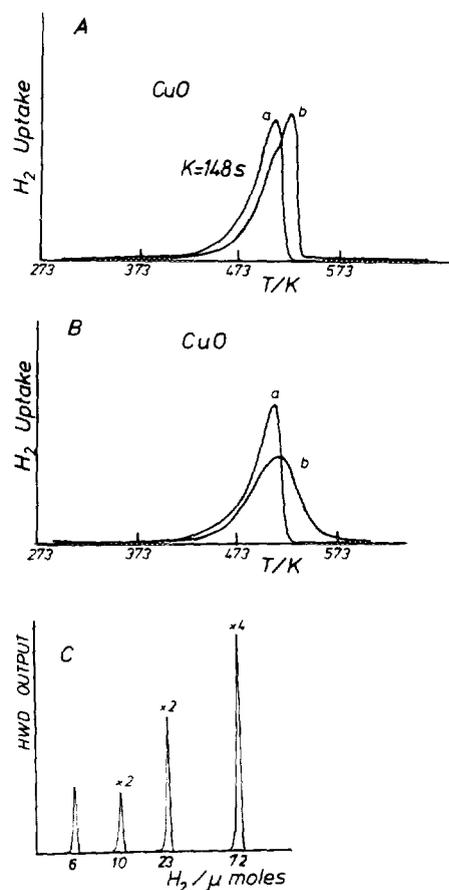 A
CuO
a b
K=148s
H2 Uptake
273 373 473 573
T/K
B
CuO
a
b
H2 Uptake
273 373 473 573
T/K
C
×4
×2
×2
HWD OUTPUT
6 10 23 72
H2/μ moles